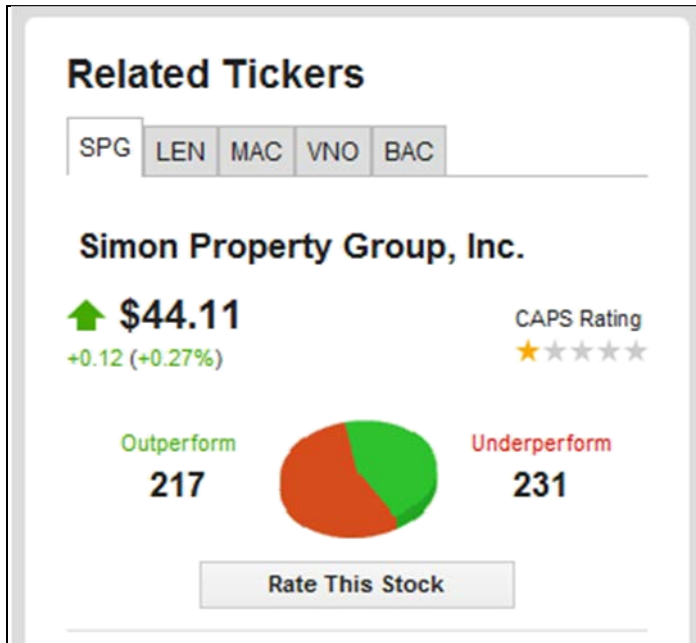 Related Tickers
SPG LEN MAC VNO BAC
Simon Property Group, Inc.
$44.11 CAPS Rating
+0.12 (+0.27%)
Outperform Underperform
217 231
Rate This Stock